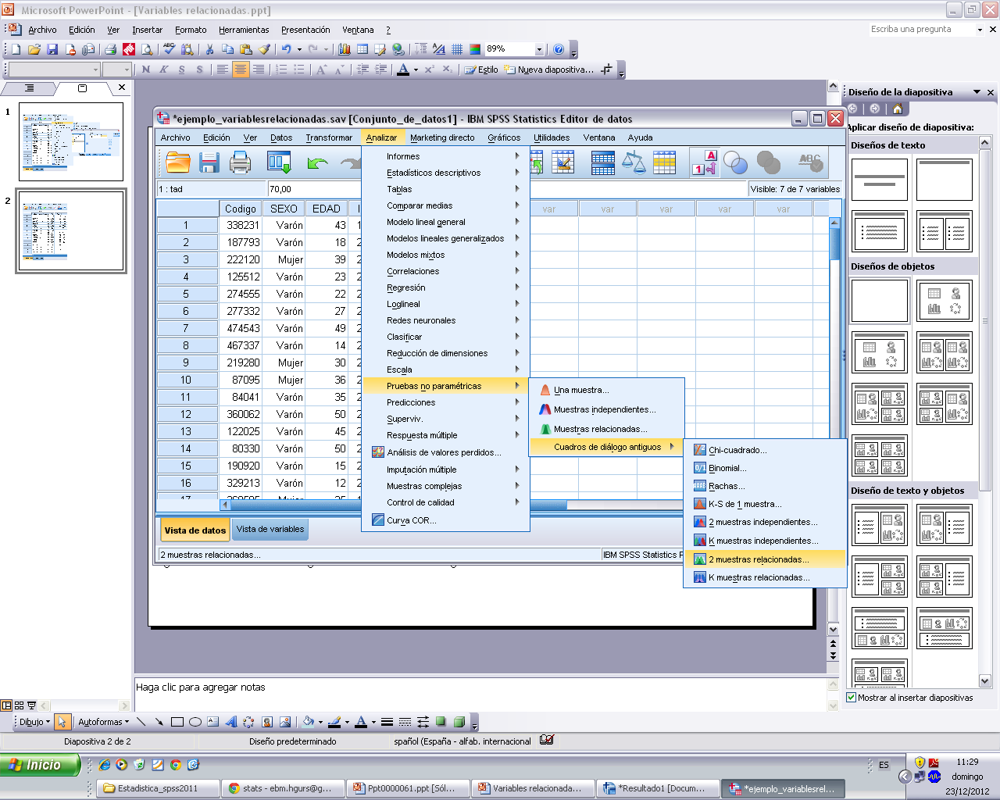 Microsoft PowerPoint - [Variables relacionadas.ppt]
Archivo Edición Ver Insertar Formato Herramientas Presentación Ventana ?
Escriba una pregunta
89%
N K S S
Estilo Nueva diapositiva...
1
2
Diseño de la diapositiva
Aplicar diseño de diapositiva:
Diseños de texto
Diseños de objetos
Diseño de texto y objetos
Mostrar al insertar diapositivas
*ejemplo_variablesrelacionadas.sav [Conjunto_de_datos1] - IBM SPSS Statistics Editor de datos
Archivo Edición Ver Datos Transformar Analizar Marketing directo Gráficos Utilidades Ventana Ayuda
1 : tad 70,00 Visible: 7 de 7 variables
Codigo SEXO EDAD I var var var var
1 338231 Varón 43 1
2 187793 Varón 18 2
3 222120 Mujer 39 2
4 125512 Varón 23 2
5 274555 Varón 22 2
6 277332 Varón 27 2
7 474543 Varón 49 2
8 467337 Varón 14 2
9 219280 Mujer 30 2
10 87095 Mujer 36 2
11 84041 Varón 35 2
12 360062 Varón 50 2
13 122025 Varón 45 2
14 80330 Varón 50 2
15 190920 Varón 15 2
16 329213 Varón 12 2
Informes
Estadísticos descriptivos
Tablas
Comparar medias
Modelo lineal general
Modelos lineales generalizados
Modelos mixtos
Correlaciones
Regresión
Loglineal
Redes neuronales
Clasificar
Reducción de dimensiones
Escala
Pruebas no paramétricas
Predicciones
Superviv.
Respuesta múltiple
Análisis de valores perdidos...
Imputación múltiple
Muestras complejas
Control de calidad
Curva COR...
Una muestra...
Muestras independientes...
Muestras relacionadas...
Cuadros de diálogo antiguos
Chi-cuadrado...
Binomial...
Rachas...
K-S de 1 muestra...
2 muestras independientes...
K muestras independientes...
2 muestras relacionadas...
K muestras relacionadas...
Vista de datos Vista de variables
2 muestras relacionadas... IBM SPSS Statistics P
Haga clic para agregar notas
Dibujo Autoformas
Diapositiva 2 de 2 Diseño predeterminado spañol (España - alfab. internacional
Inicio
ES
11:29
domingo
23/12/2012
Estadistica_spss2011 stats - ebm.hgurs@g... Ppt0000061.ppt [Sól... Variables relacionada... *Resultado1 [Docum... *ejemplo_variablesrel...